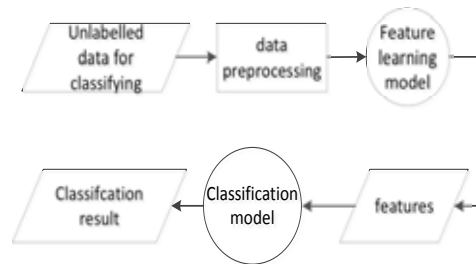 Unlabelled
data for
classifying
data
preprocessing
Feature
learning
model
Classifcation
result
Classification
model
features